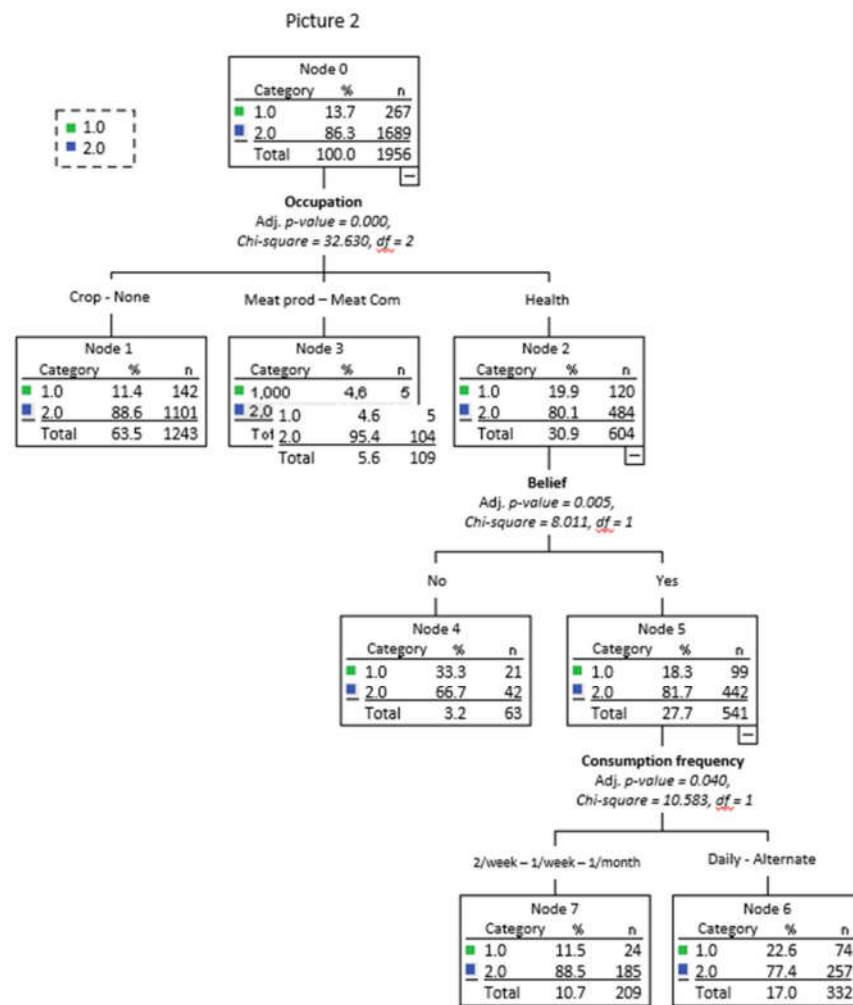 Picture 2
Node 0
Category % n
1.0 13.7 267
2.0 86.3 1689
Total 100.0 1956
1.0
2.0
Occupation
Adj. p-value = 0.000,
Chi-square = 32.630, df = 2
Crop - None
Meat prod – Meat Com
Health
Node 1
Category % n
1.0 11.4 142
2.0 88.6 1101
Total 63.5 1243
Node 3
Category % n
1,000 4,6 5
2,0
Tot
1.0 4.6 5
2.0 95.4 104
Total 5.6 109
Node 2
Category % n
1.0 19.9 120
2.0 80.1 484
Total 30.9 604
Belief
Adj. p-value = 0.005,
Chi-square = 8.011, df = 1
No
Yes
Node 4
Category % n
1.0 33.3 21
2.0 66.7 42
Total 3.2 63
Node 5
Category % n
1.0 18.3 99
2.0 81.7 442
Total 27.7 541
Consumption frequency
Adj. p-value = 0.040,
Chi-square = 10.583, df = 1
2/week – 1/week – 1/month
Daily - Alternate
Node 7
Category % n
1.0 11.5 24
2.0 88.5 185
Total 10.7 209
Node 6
Category % n
1.0 22.6 74
2.0 77.4 257
Total 17.0 332